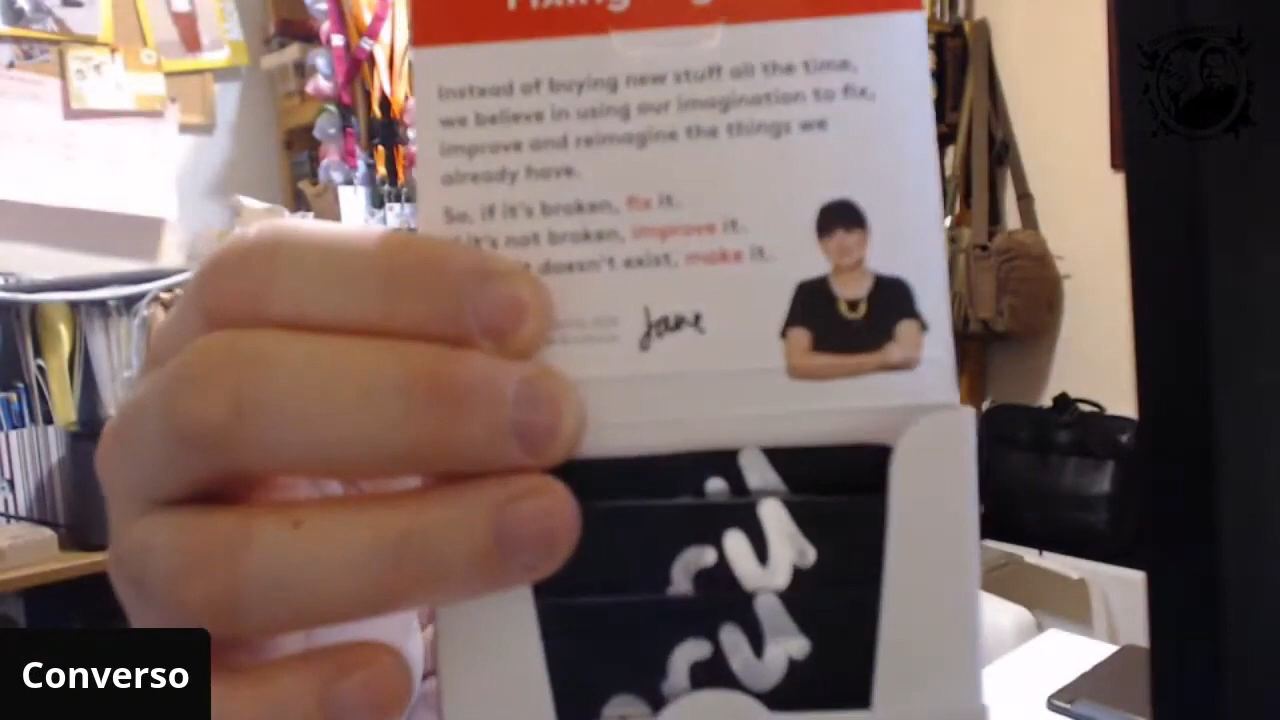 Fixing
Instead of buying new stuff all the time,
we believe in using our imagination to fix,
improve and reimagine the things we
already have.
So, if it's broken, fix it.
it's not broken, improve it.
doesn't exist, make it.
Jane
Converso